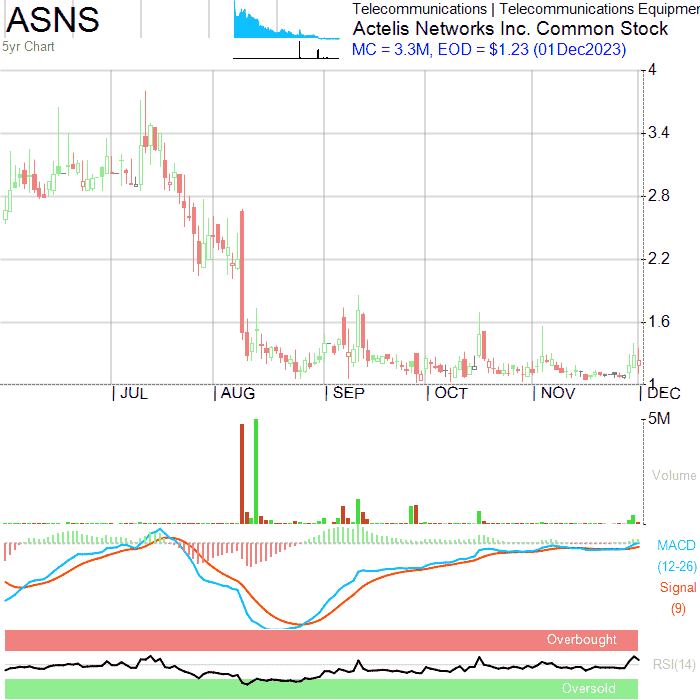 ASNS
5yr Chart
Telecommunications | Telecommunications Equipmen
Actelis Networks Inc. Common Stock
MC = 3.3M, EOD = $1.23 (01Dec2023)
4
3.4
2.8
2.2
1.6
1
| JUL | AUG | SEP | OCT | NOV | DEC
5M
Volume
MACD
(12-26)
Signal
(9)
Overbought
RSI(14)
Oversold